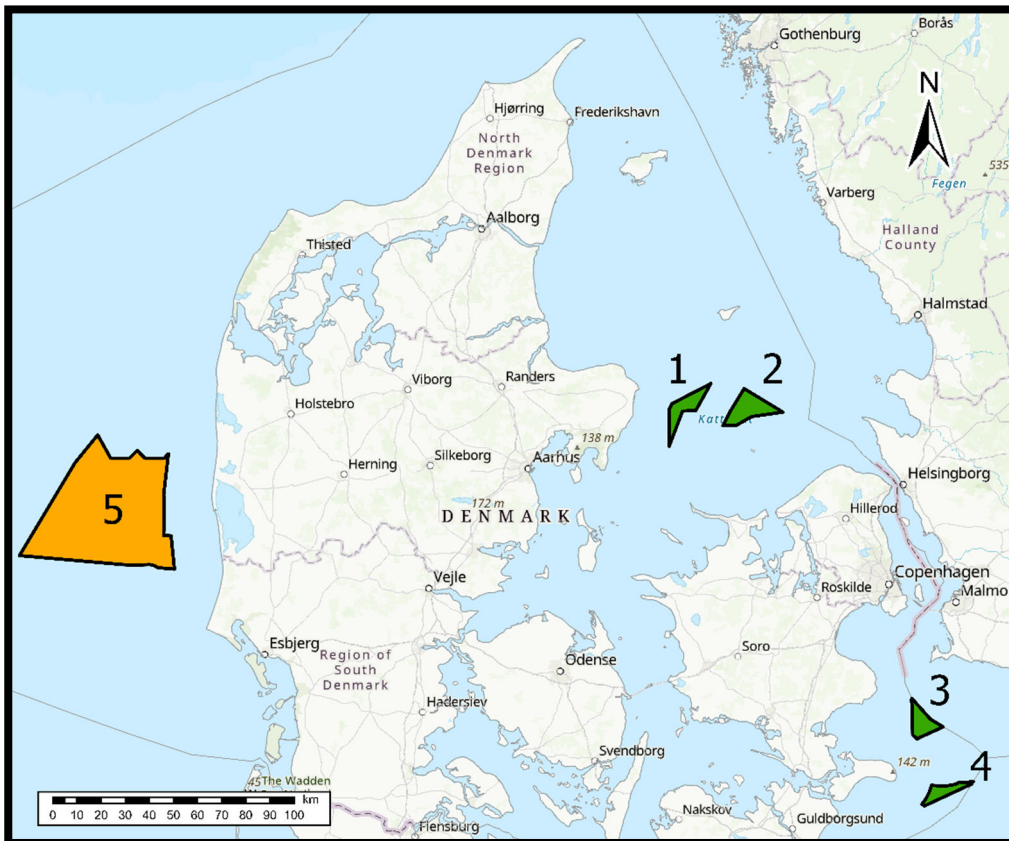 Gothenburg
Borås
N
Hjørring
Frederikshavn
North
Denmark
Region
535
Fegen
Varberg
Aalborg
Halland
County
Thisted
Halmstad
1
2
Viborg
Randers
Holstebro
138 m
Aarhus
Silkeborg
Herning
Helsingborg
5
172 m
DENMARK
Hillerod
Copenhagen
Vejle
Roskilde
Malmo
Esbjerg
Soro
Region of
South
Denmark
Odense
Haderslev
3
Svendborg
142 m
4
45
The Wadden
km
0 10 20 30 40 50 60 70 80 90 100
Nakskov
Guldborgsund
Flensburg